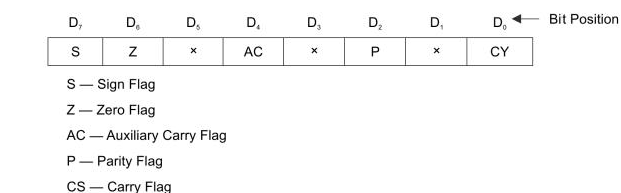 D₇ D₆ D₅ D₄ D₃ D₂ D₁ D₀ Bit Position
S Z × AC × P × CY
S — Sign Flag
Z — Zero Flag
AC — Auxiliary Carry Flag
P — Parity Flag
CS — Carry Flag